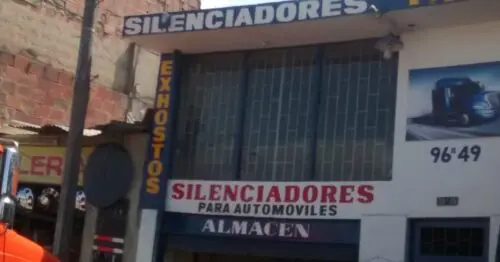 SILENCIADORES
EXHOSTOS
SILENCIADORES
PARA AUTOMOVILES
ALMACEN
96 49